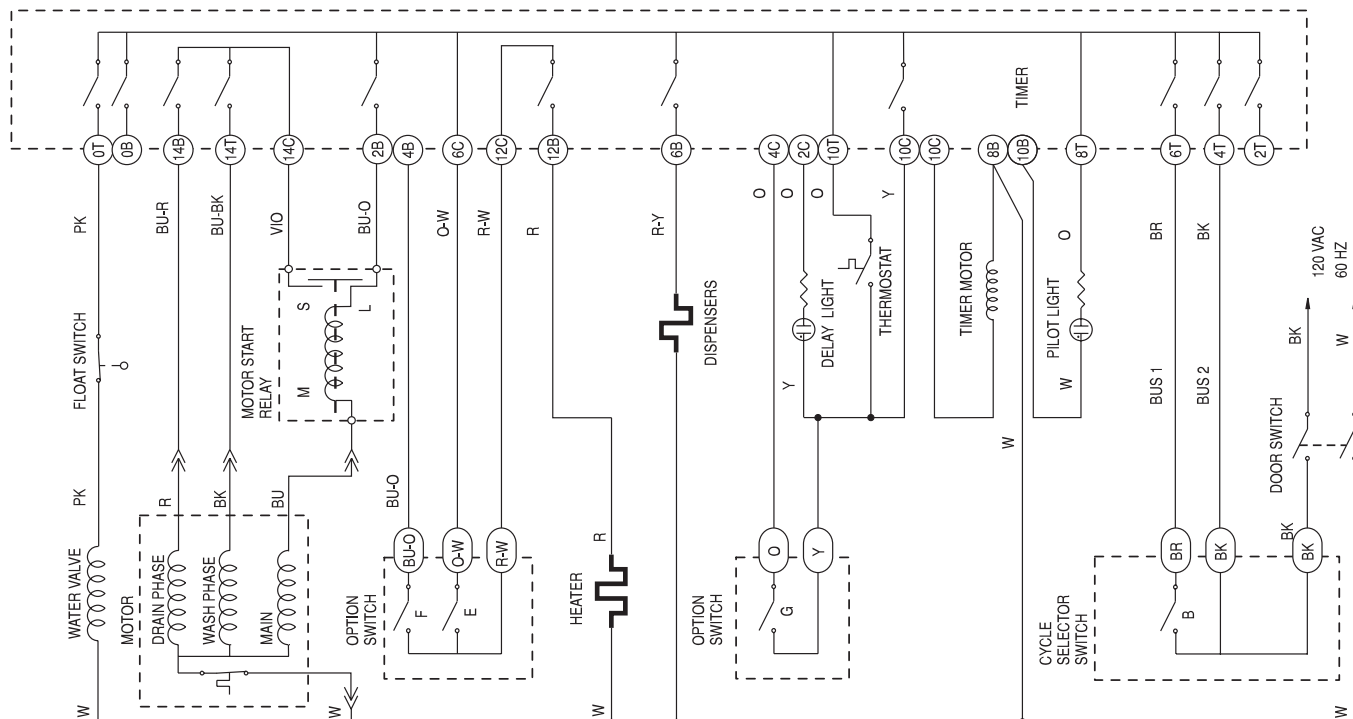 TIMER
0T
0B
14B
14T
14C
2B
4B
6C
12C
12B
6B
4C
2C
10T
10C
10C
8B
10B
8T
6T
4T
2T
PK
BU-R
BU-BK
VIO
BU-O
O-W
R-W
R
R-Y
O
O
O
Y
O
BR
BK
120 VAC
60 HZ
FLOAT SWITCH
MOTOR START
RELAY
S
M
L
DISPENSERS
DELAY LIGHT
THERMOSTAT
TIMER MOTOR
PILOT LIGHT
Y
W
W
BUS 1
BUS 2
BK
W
DOOR SWITCH
PK
R
BK
BU
BU-O
R
BK
WATER VALVE
MOTOR
DRAIN PHASE
WASH PHASE
MAIN
OPTION
SWITCH
BU-O
O-W
R-W
F
E
HEATER
OPTION
SWITCH
O
Y
G
CYCLE
SELECTOR
SWITCH
BR
BK
BK
B
W
W
W
W